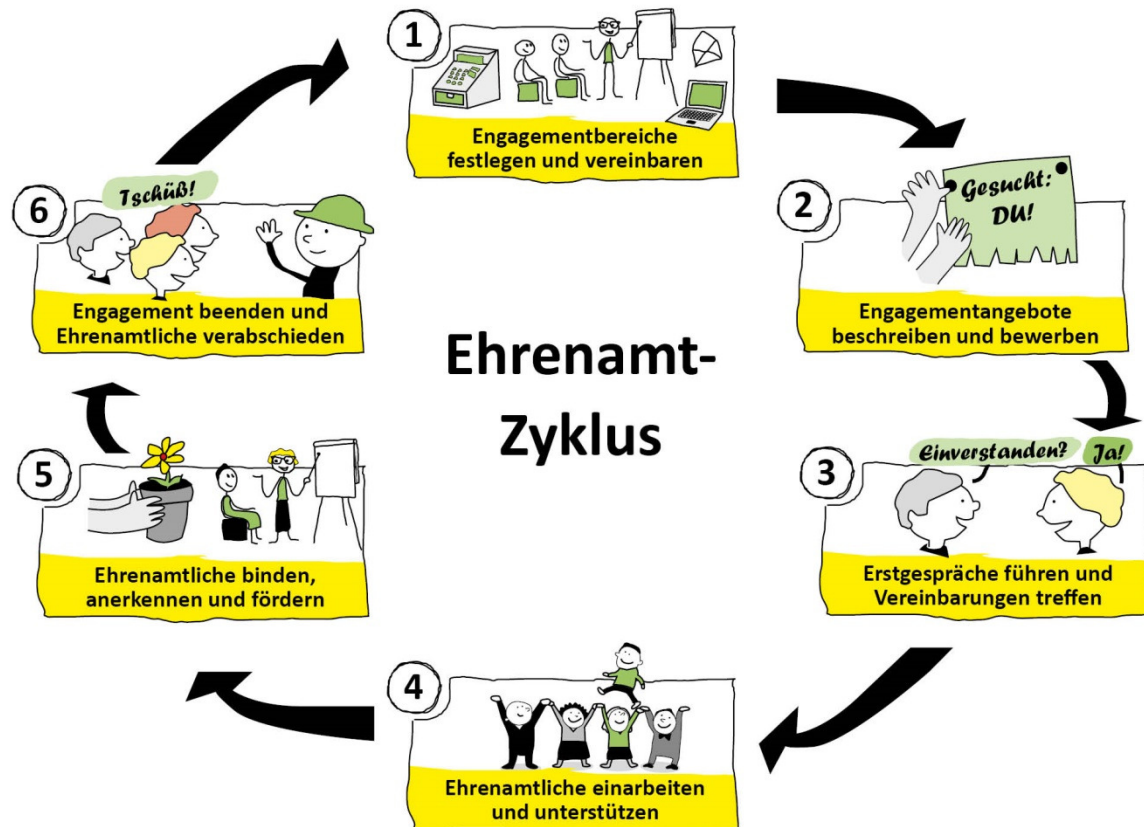 Ehrenamt-
Zyklus
1
Engagementbereiche
festlegen und vereinbaren
2
Gesucht:
DU!
Engagementangebote
beschreiben und bewerben
3
Einverstanden? Ja!
Erstgespräche führen und
Vereinbarungen treffen
4
Ehrenamtliche einarbeiten
und unterstützen
5
Ehrenamtliche binden,
anerkennen und fördern
6
Tschüß!
Engagement beenden und
Ehrenamtliche verabschieden